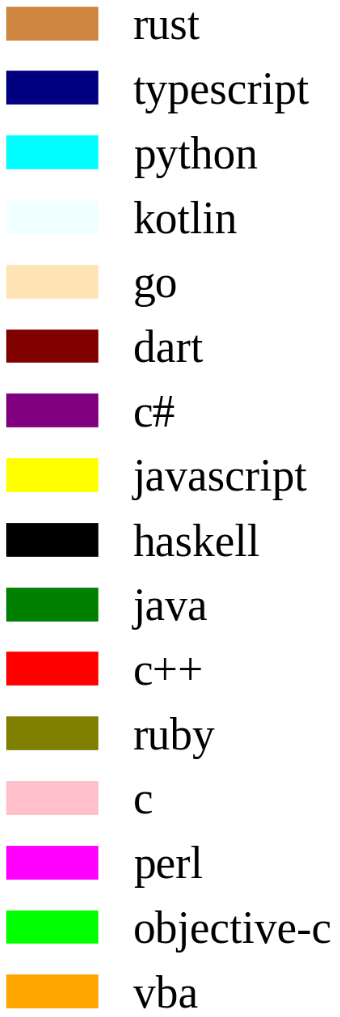 rust
typescript
python
kotlin
go
dart
c#
javascript
haskell
java
c++
ruby
c
perl
objective-c
vba